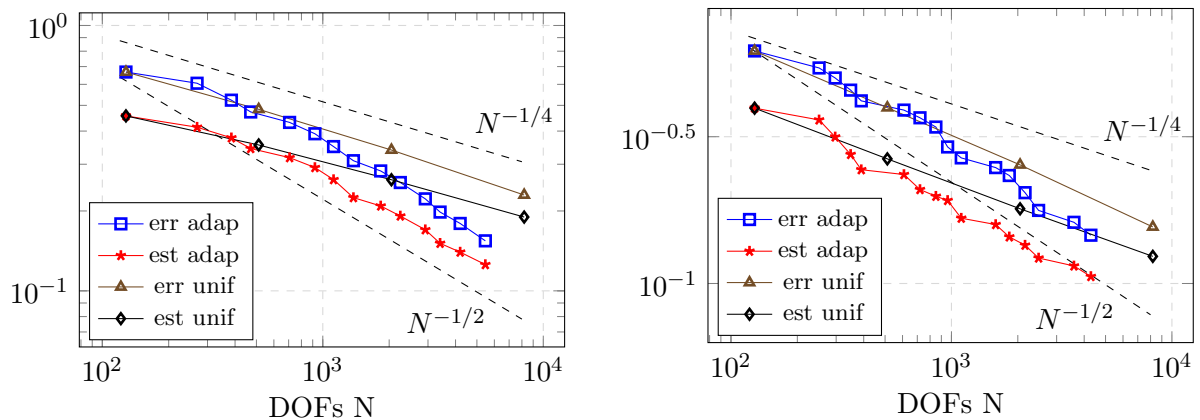 10^0
N^{-1/4}
err adap
est adap
err unif
est unif
N^{-1/2}
10^{-1}
10^2
10^3
10^4
DOFs N
N^{-1/4}
10^{-0.5}
err adap
est adap
err unif
est unif
10^{-1}
N^{-1/2}
10^2
10^3
10^4
DOFs N